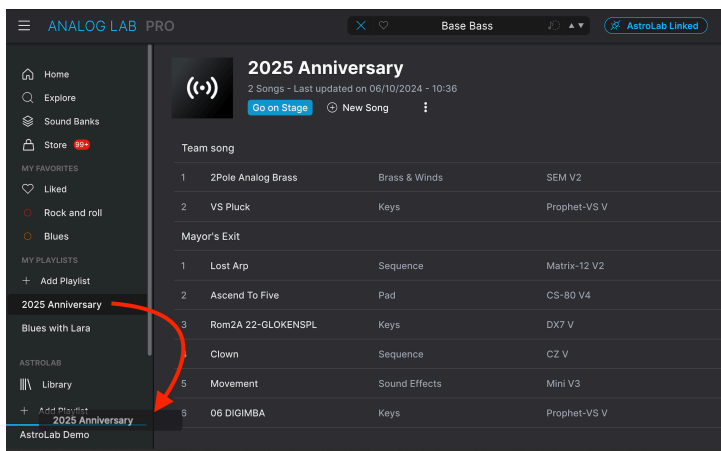 ANALOG LAB PRO
Base Bass
AstroLab Linked
Home
Explore
Sound Banks
Store 99+
MY FAVORITES
Liked
Rock and roll
Blues
MY PLAYLISTS
+ Add Playlist
2025 Anniversary
Blues with Lara
ASTROLAB
Library
+ Add Playlist
2025 Anniversary
AstroLab Demo
2025 Anniversary
2 Songs - Last updated on 06/10/2024 - 10:36
Go on Stage
New Song
Team song
1 2Pole Analog Brass Brass & Winds SEM V2
2 VS Pluck Keys Prophet-VS V
Mayor's Exit
1 Lost Arp Sequence Matrix-12 V2
2 Ascend To Five Pad CS-80 V4
3 Rom2A 22-GLOKENSPL Keys DX7 V
Clown Sequence CZ V
5 Movement Sound Effects Mini V3
6 06 DIGIMBA Keys Prophet-VS V